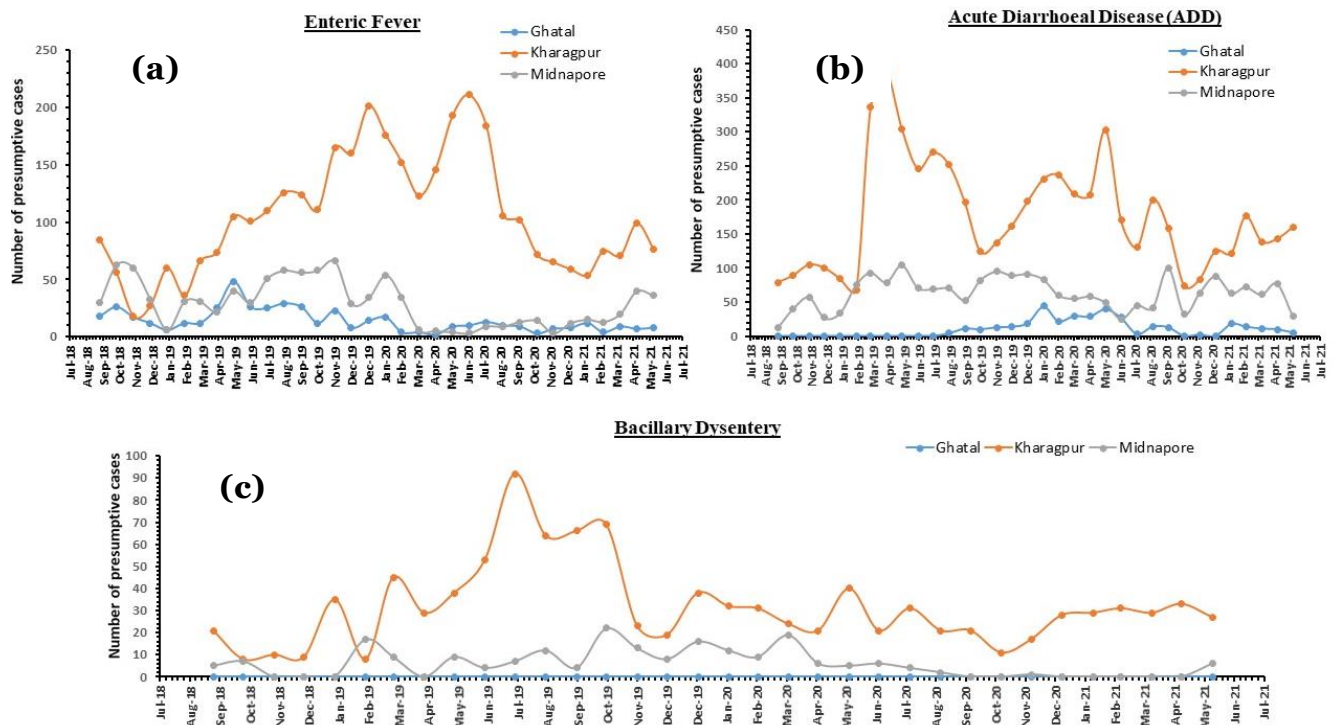 Enteric Fever
Ghatal
Kharagpur
Midnapore
(a)
Number of presumptive cases
250
200
150
100
50
0
Jul-18
Aug-18
Sep-18
Oct-18
Nov-18
Dec-18
Jan-19
Feb-19
Mar-19
Apr-19
May-19
Jun-19
Jul-19
Aug-19
Sep-19
Oct-19
Nov-19
Dec-19
Dec-19
Jan-20
Feb-20
Mar-20
Apr-20
May-20
Jun-20
Jul-20
Aug-20
Sep-20
Oct-20
Nov-20
Dec-20
Jan-21
Feb-21
Mar-21
Apr-21
May-21
Jun-21
Jul-21
Acute Diarrhoeal Disease (ADD)
Ghatal
Kharagpur
Midnapore
(b)
Number of presumptive cases
450
400
350
300
250
200
150
100
50
0
Jul-18
Aug-18
Sep-18
Oct-18
Nov-18
Dec-18
Jan-19
Feb-19
Mar-19
Apr-19
May-19
Jun-19
Jul-19
Aug-19
Sep-19
Oct-19
Nov-19
Dec-19
Dec-19
Jan-20
Feb-20
Mar-20
Apr-20
May-20
Jun-20
Jul-20
Aug-20
Sep-20
Oct-20
Nov-20
Dec-20
Jan-21
Feb-21
Mar-21
Apr-21
May-21
Jun-21
Jul-21
Bacillary Dysentery
Ghatal Kharagpur Midnapore
(c)
Number of presumptive cases
100
90
80
70
60
50
40
30
20
10
0
Jul-18
Aug-18
Sep-18
Oct-18
Nov-18
Dec-18
Jan-19
Feb-19
Mar-19
Apr-19
May-19
Jun-19
Jul-19
Aug-19
Sep-19
Oct-19
Nov-19
Dec-19
Dec-19
Jan-20
Feb-20
Mar-20
Apr-20
May-20
Jun-20
Jul-20
Aug-20
Sep-20
Oct-20
Nov-20
Dec-20
Jan-21
Feb-21
Mar-21
Apr-21
May-21
Jun-21
Jul-21